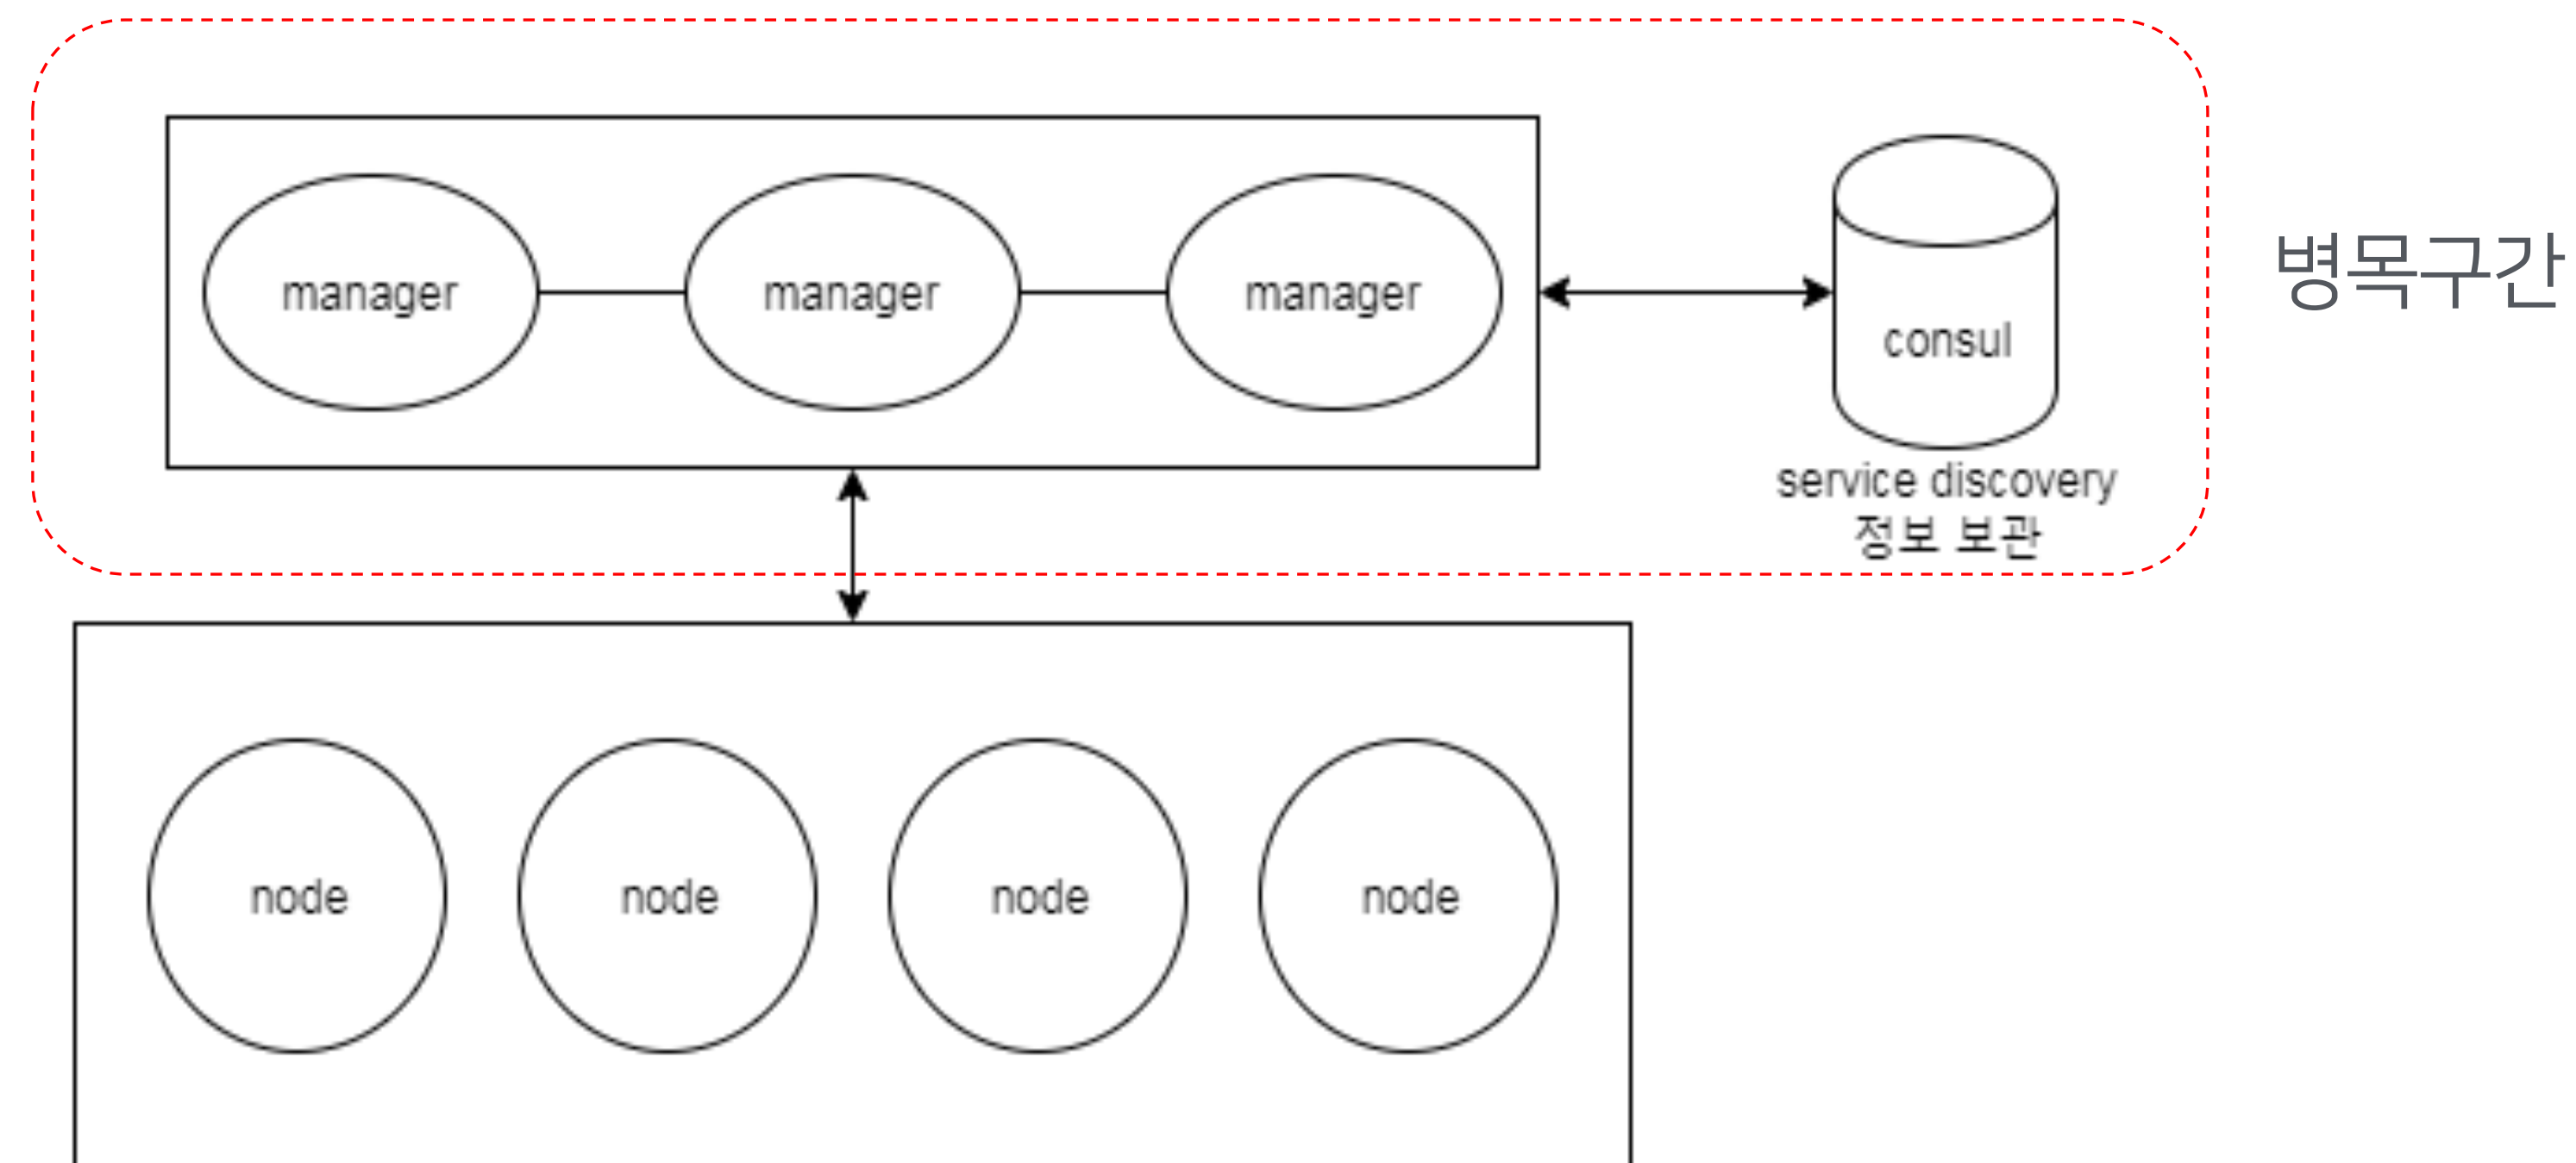 manager
manager
manager
consul
service discovery
정보 보관
병목구간
node
node
node
node